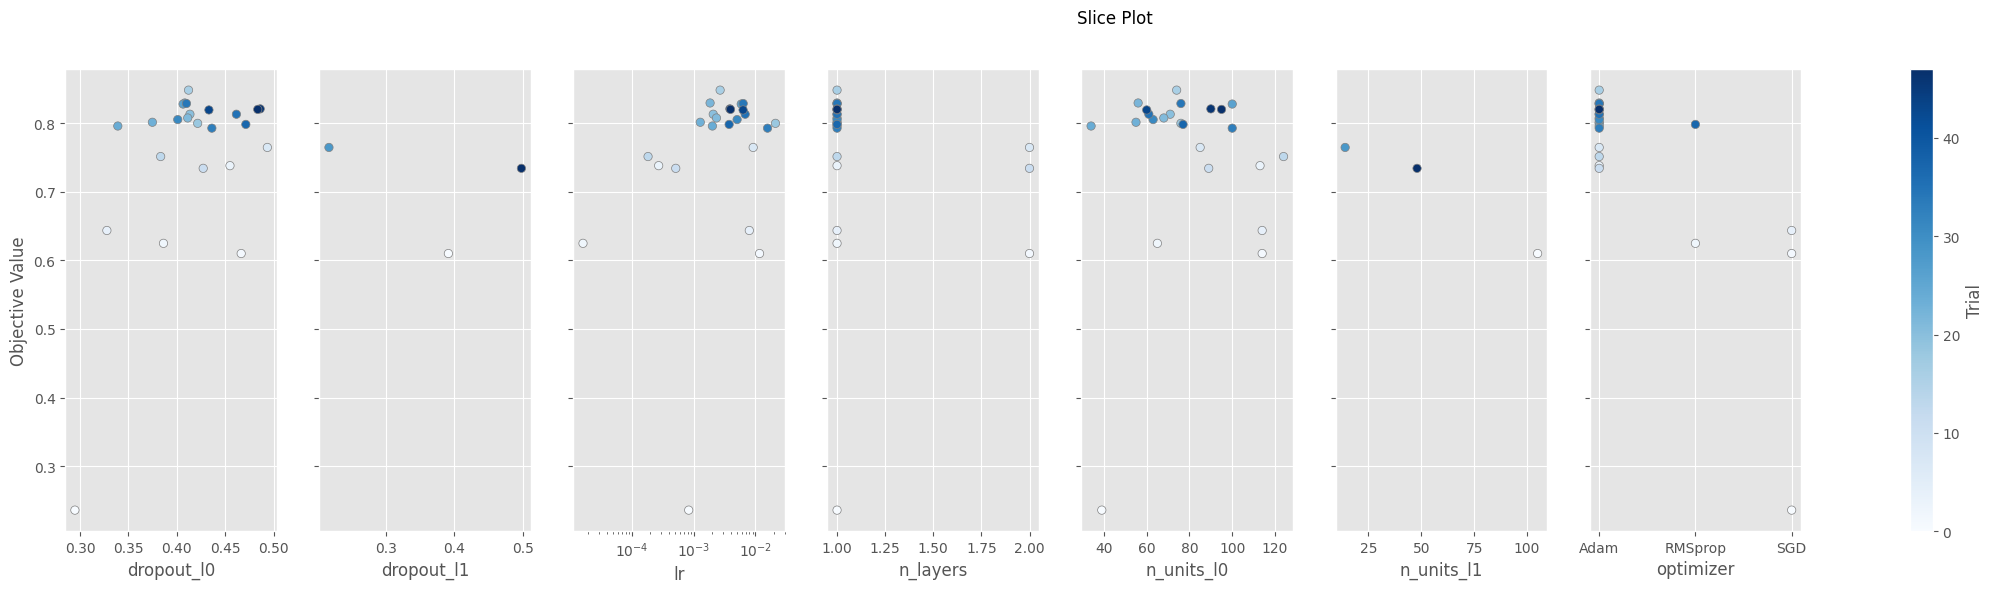 Slice Plot
Objective Value
0.8
0.7
0.6
0.5
0.4
0.3
0.30 0.35 0.40 0.45 0.50
dropout_l0
0.3 0.4 0.5
dropout_l1
10⁻⁴ 10⁻³ 10⁻²
lr
1.00 1.25 1.50 1.75 2.00
n_layers
40 60 80 100 120
n_units_l0
25 50 75 100
n_units_l1
Adam RMSprop SGD
optimizer
40
30
20
10
0
Trial